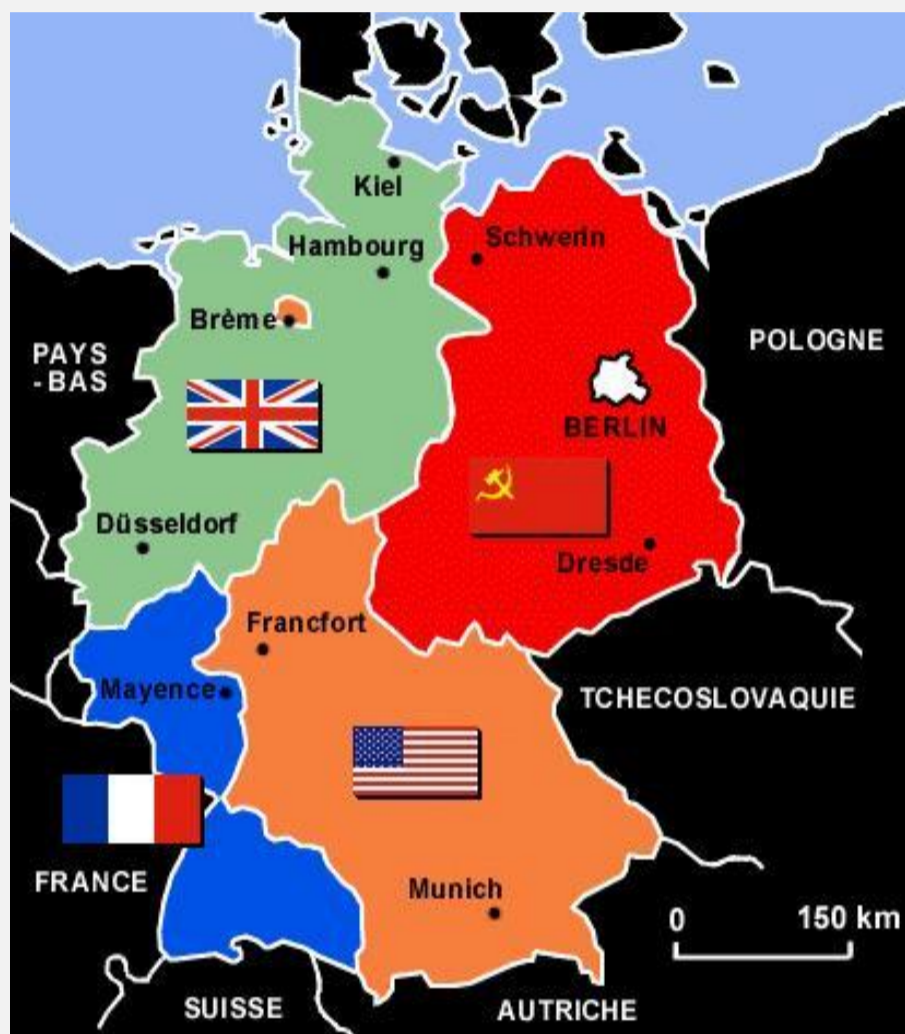 Kiel
Schwerin
Hambourg
Brème
PAYS
-BAS
POLOGNE
BERLIN
Düsseldorf
Dresde
Francfort
Mayence
TCHECOSLOVAQUIE
FRANCE
Munich
0 150 km
SUISSE
AUTRICHE